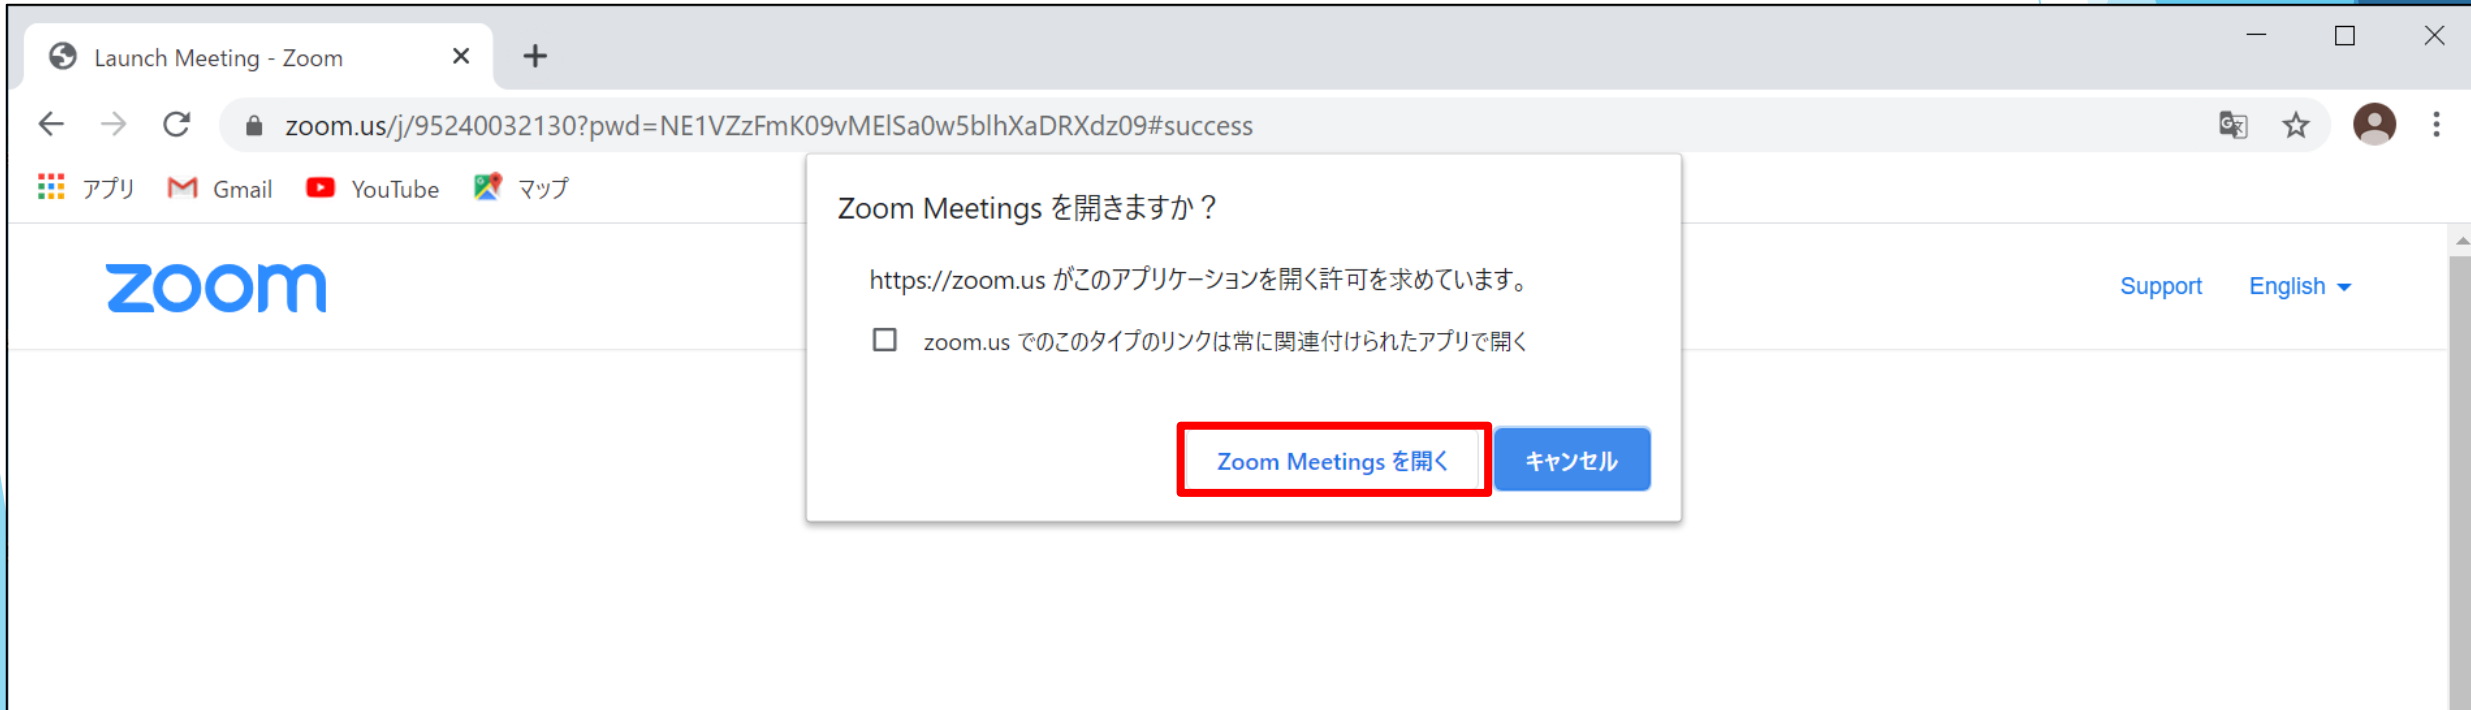 Launch Meeting - Zoom
zoom.us/j/95240032130?pwd=NE1VZzFmK09vMElSa0w5blhXaDRXdz09#success
アプリ Gmail YouTube マップ
Zoom Meetings を開きますか？
zoom
https://zoom.us がこのアプリケーションを開く許可を求めています。
Support English
zoom.us でのこのタイプのリンクは常に関連付けられたアプリで開く
Zoom Meetings を開く キャンセル